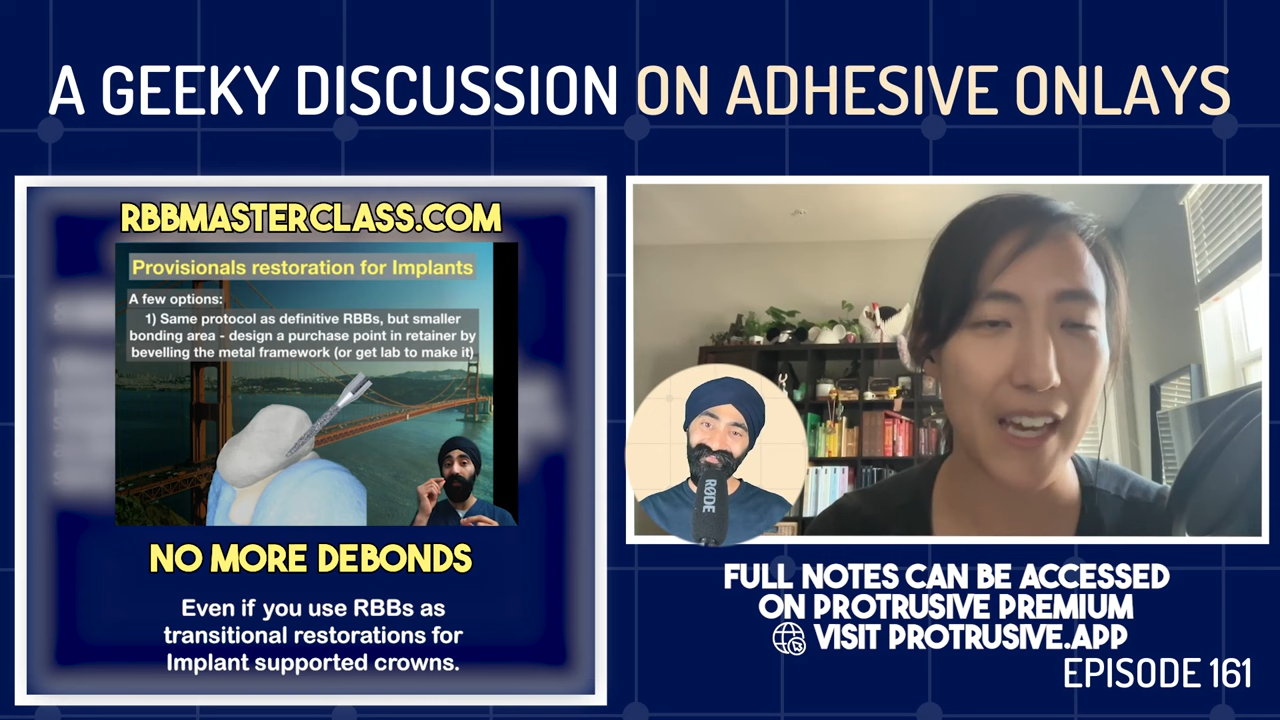 A GEEKY DISCUSSION ON ADHESIVE ONLAYS
RBBMASTERCLASS.COM
Provisionals restoration for Implants
A few options:
1) Same protocol as definitive RBBs, but smaller
bonding area - design a purchase point in retainer by
bevelling the metal framework (or get lab to make it)
NO MORE DEBONDS
Even if you use RBBs as
transitional restorations for
Implant supported crowns.
RØDE
FULL NOTES CAN BE ACCESSED
ON PROTRUSIVE PREMIUM
VISIT PROTRUSIVE.APP
EPISODE 161